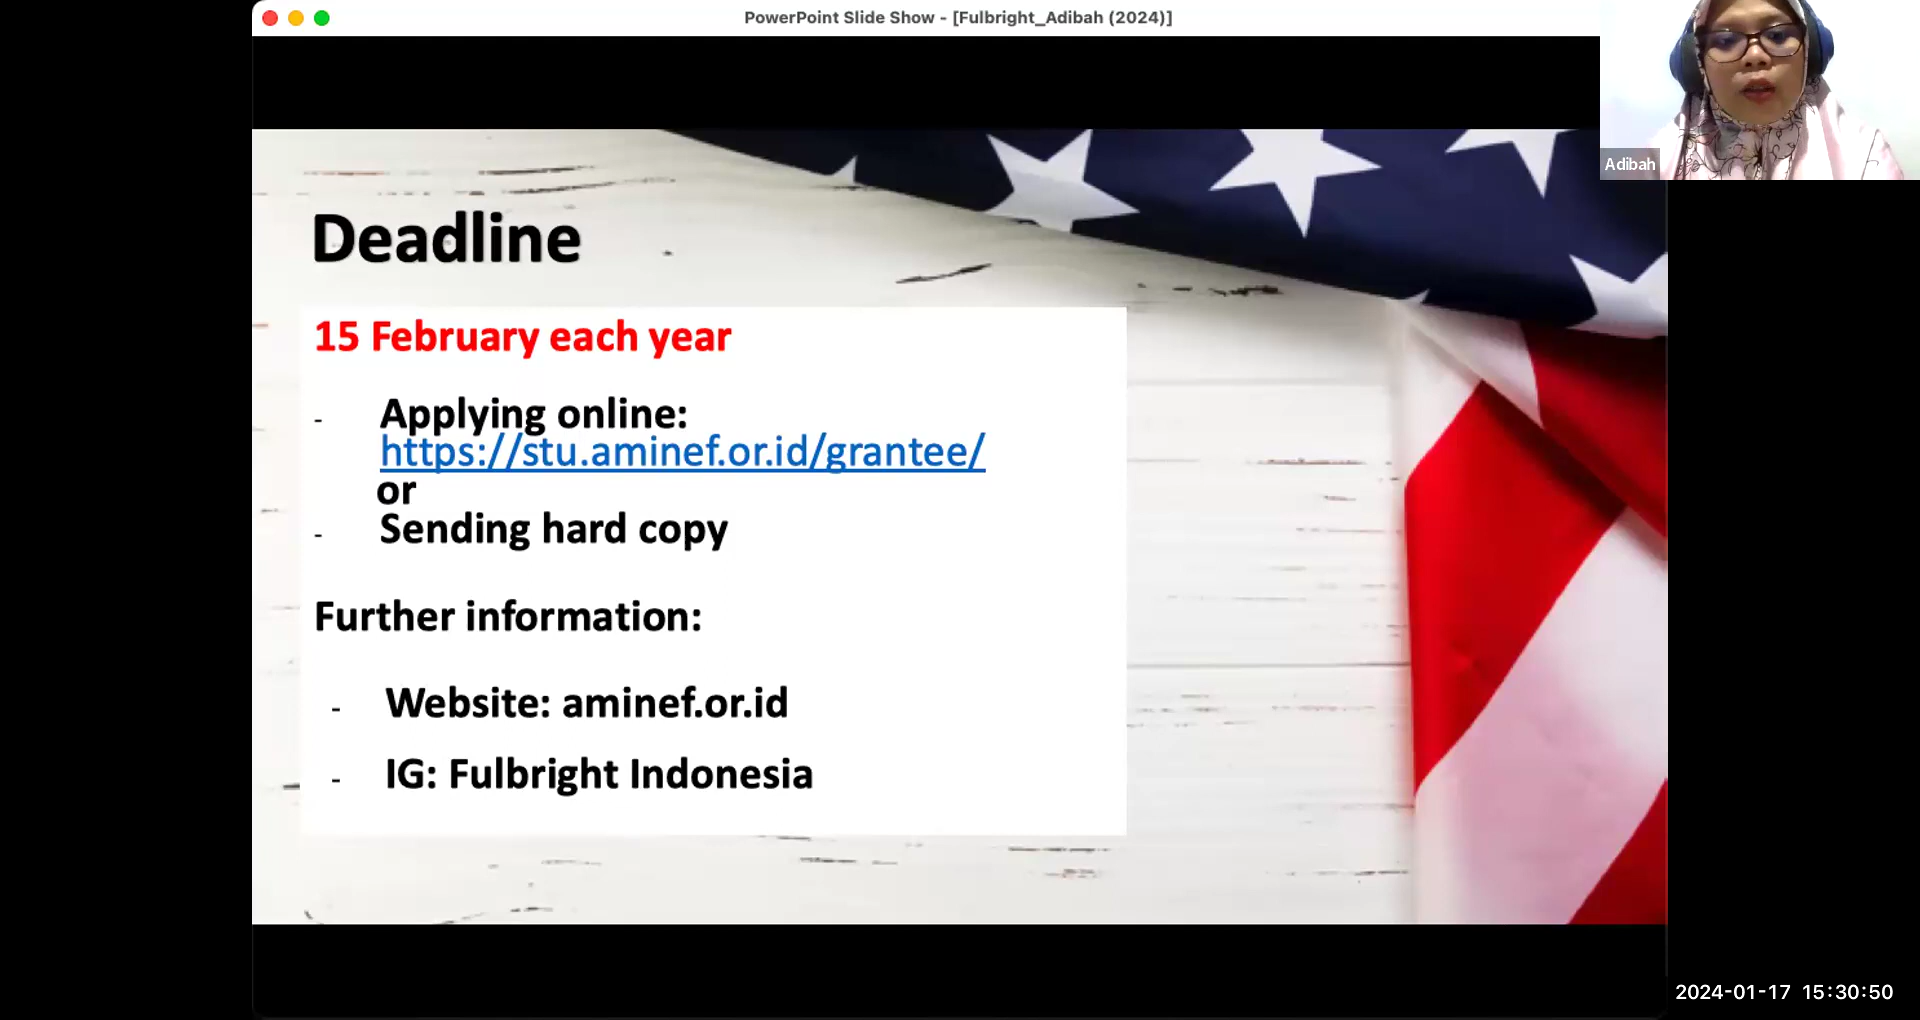 PowerPoint Slide Show - [Fulbright_Adibah (2024)]
Adibah
Deadline
15 February each year
- Applying online:
https://stu.aminef.or.id/grantee/
or
- Sending hard copy
Further information:
- Website: aminef.or.id
- IG: Fulbright Indonesia
2024-01-17 15:30:50